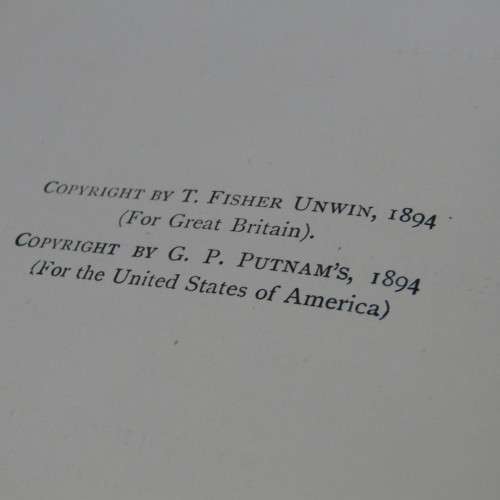 COPYRIGHT BY T. FISHER UNWIN, 1894
(For Great Britain).
COPYRIGHT BY G. P. PUTNAM'S, 1894
(For the United States of America)